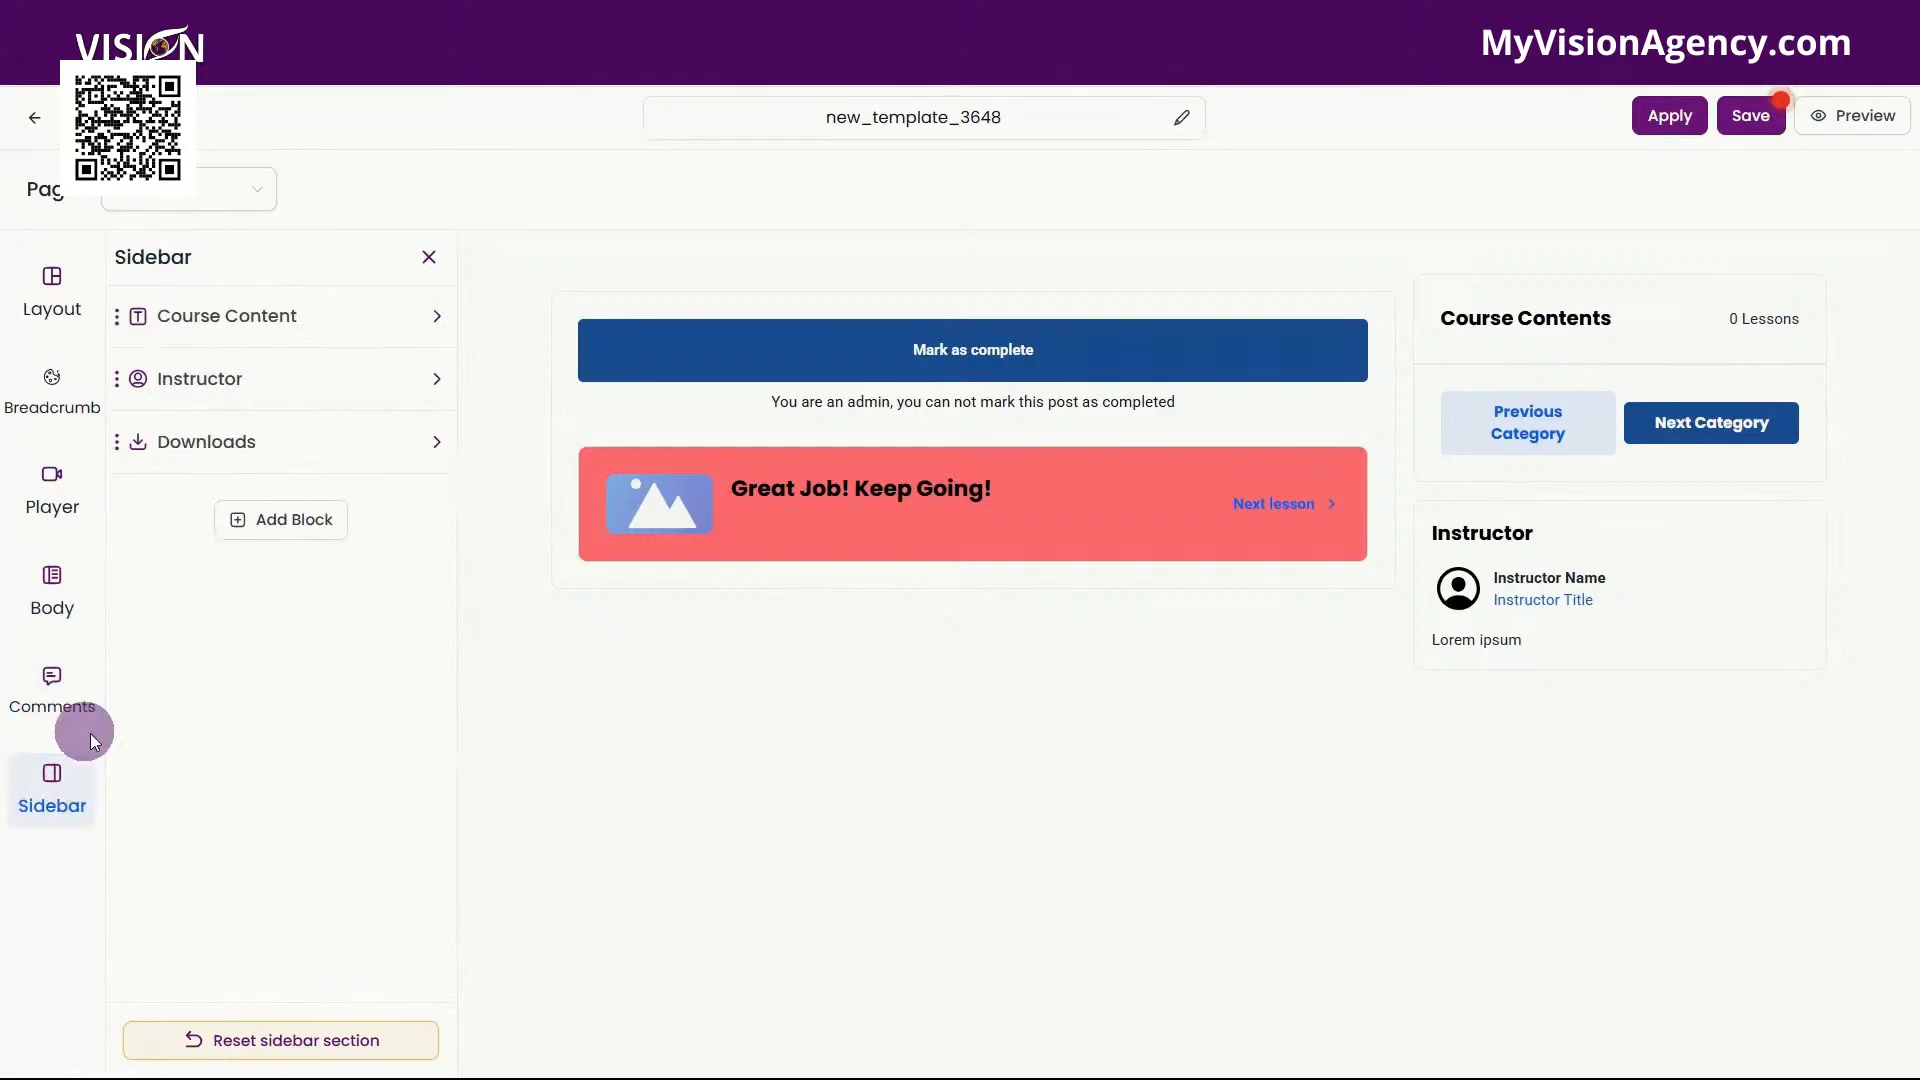 VISION
MyVisionAgency.com
new_template_3648
Apply
Save
Preview
Pag
Layout
Breadcrumb
Player
Body
Comments
Sidebar
Sidebar
Course Content
Instructor
Downloads
Add Block
Reset sidebar section
Mark as complete
You are an admin, you can not mark this post as completed
Great Job! Keep Going!
Next lesson
Course Contents
0 Lessons
Previous
Category
Next Category
Instructor
Instructor Name
Instructor Title
Lorem ipsum